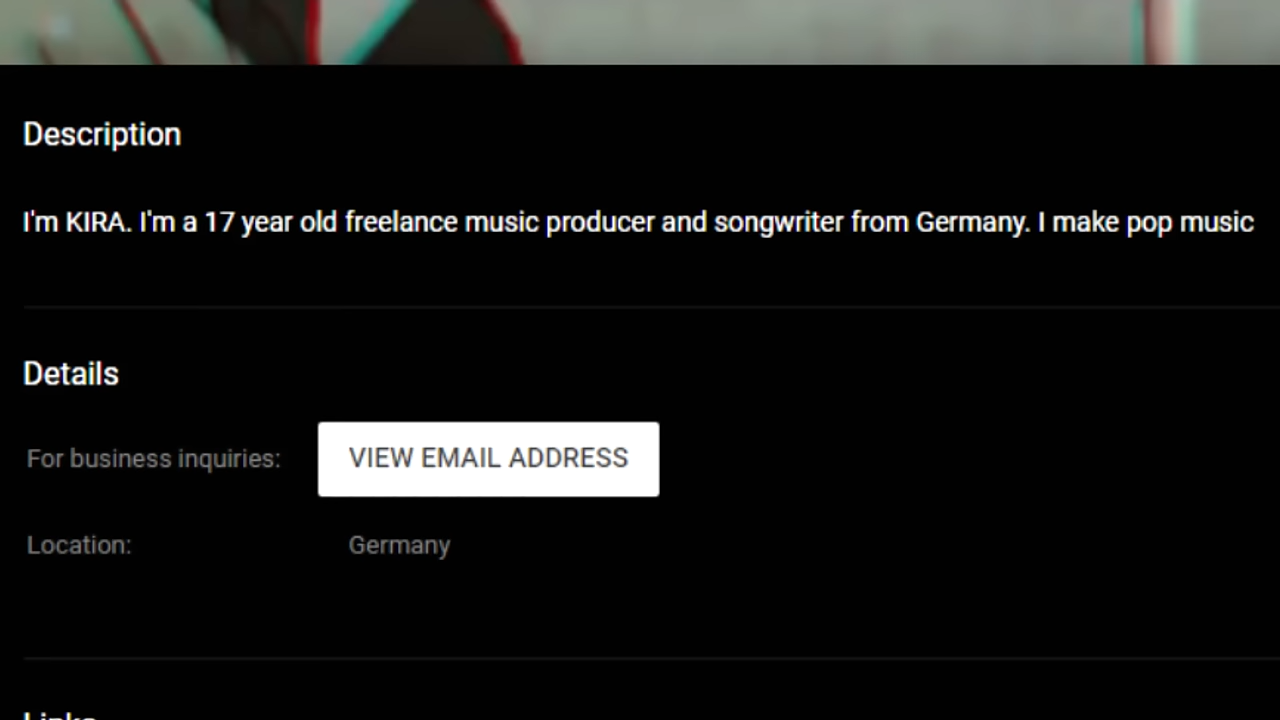 Description
I'm KIRA. I'm a 17 year old freelance music producer and songwriter from Germany. I make pop music
Details
For business inquiries: VIEW EMAIL ADDRESS
Location: Germany
Links